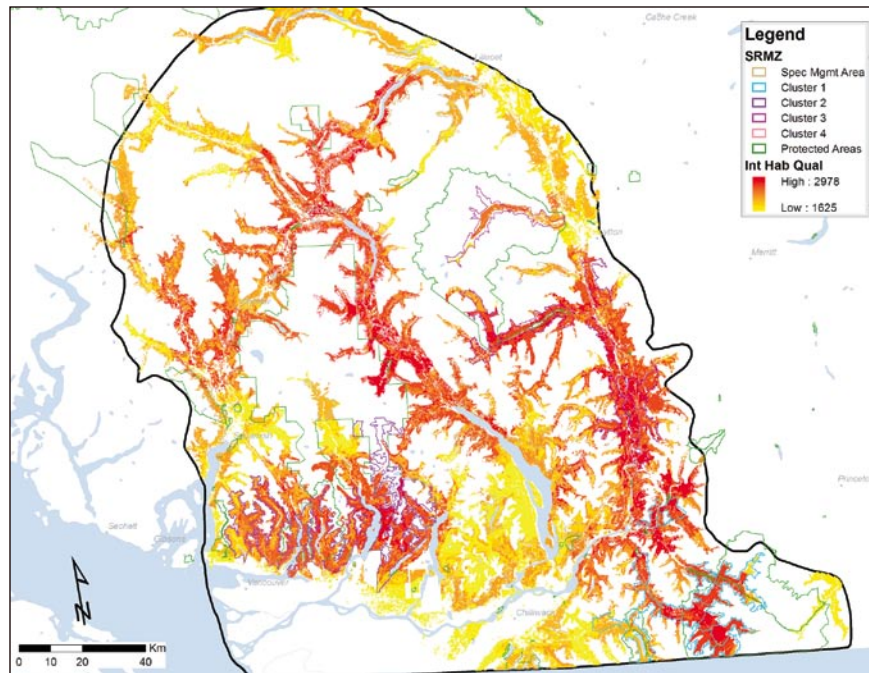 Cache Creek
Lillooet
Lytton
Merritt
Princeto
Sechelt
Gibsons
Vancouver
Chilliwack
N
0 10 20 40 Km
Legend
SRMZ
Spec Mgmt Area
Cluster 1
Cluster 2
Cluster 3
Cluster 4
Protected Areas
Int Hab Qual
High : 2978
Low : 1625